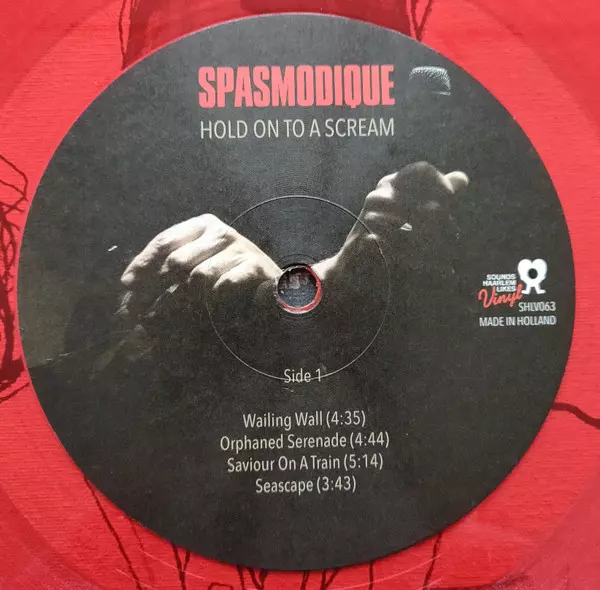 SPASMODIQUE
HOLD ON TO A SCREAM
SOUNDS
HAARLEM
LIKES
Vinyl
SHLV063
MADE IN HOLLAND
Side 1
Wailing Wall (4:35)
Orphaned Serenade (4:44)
Saviour On A Train (5:14)
Seascape (3:43)